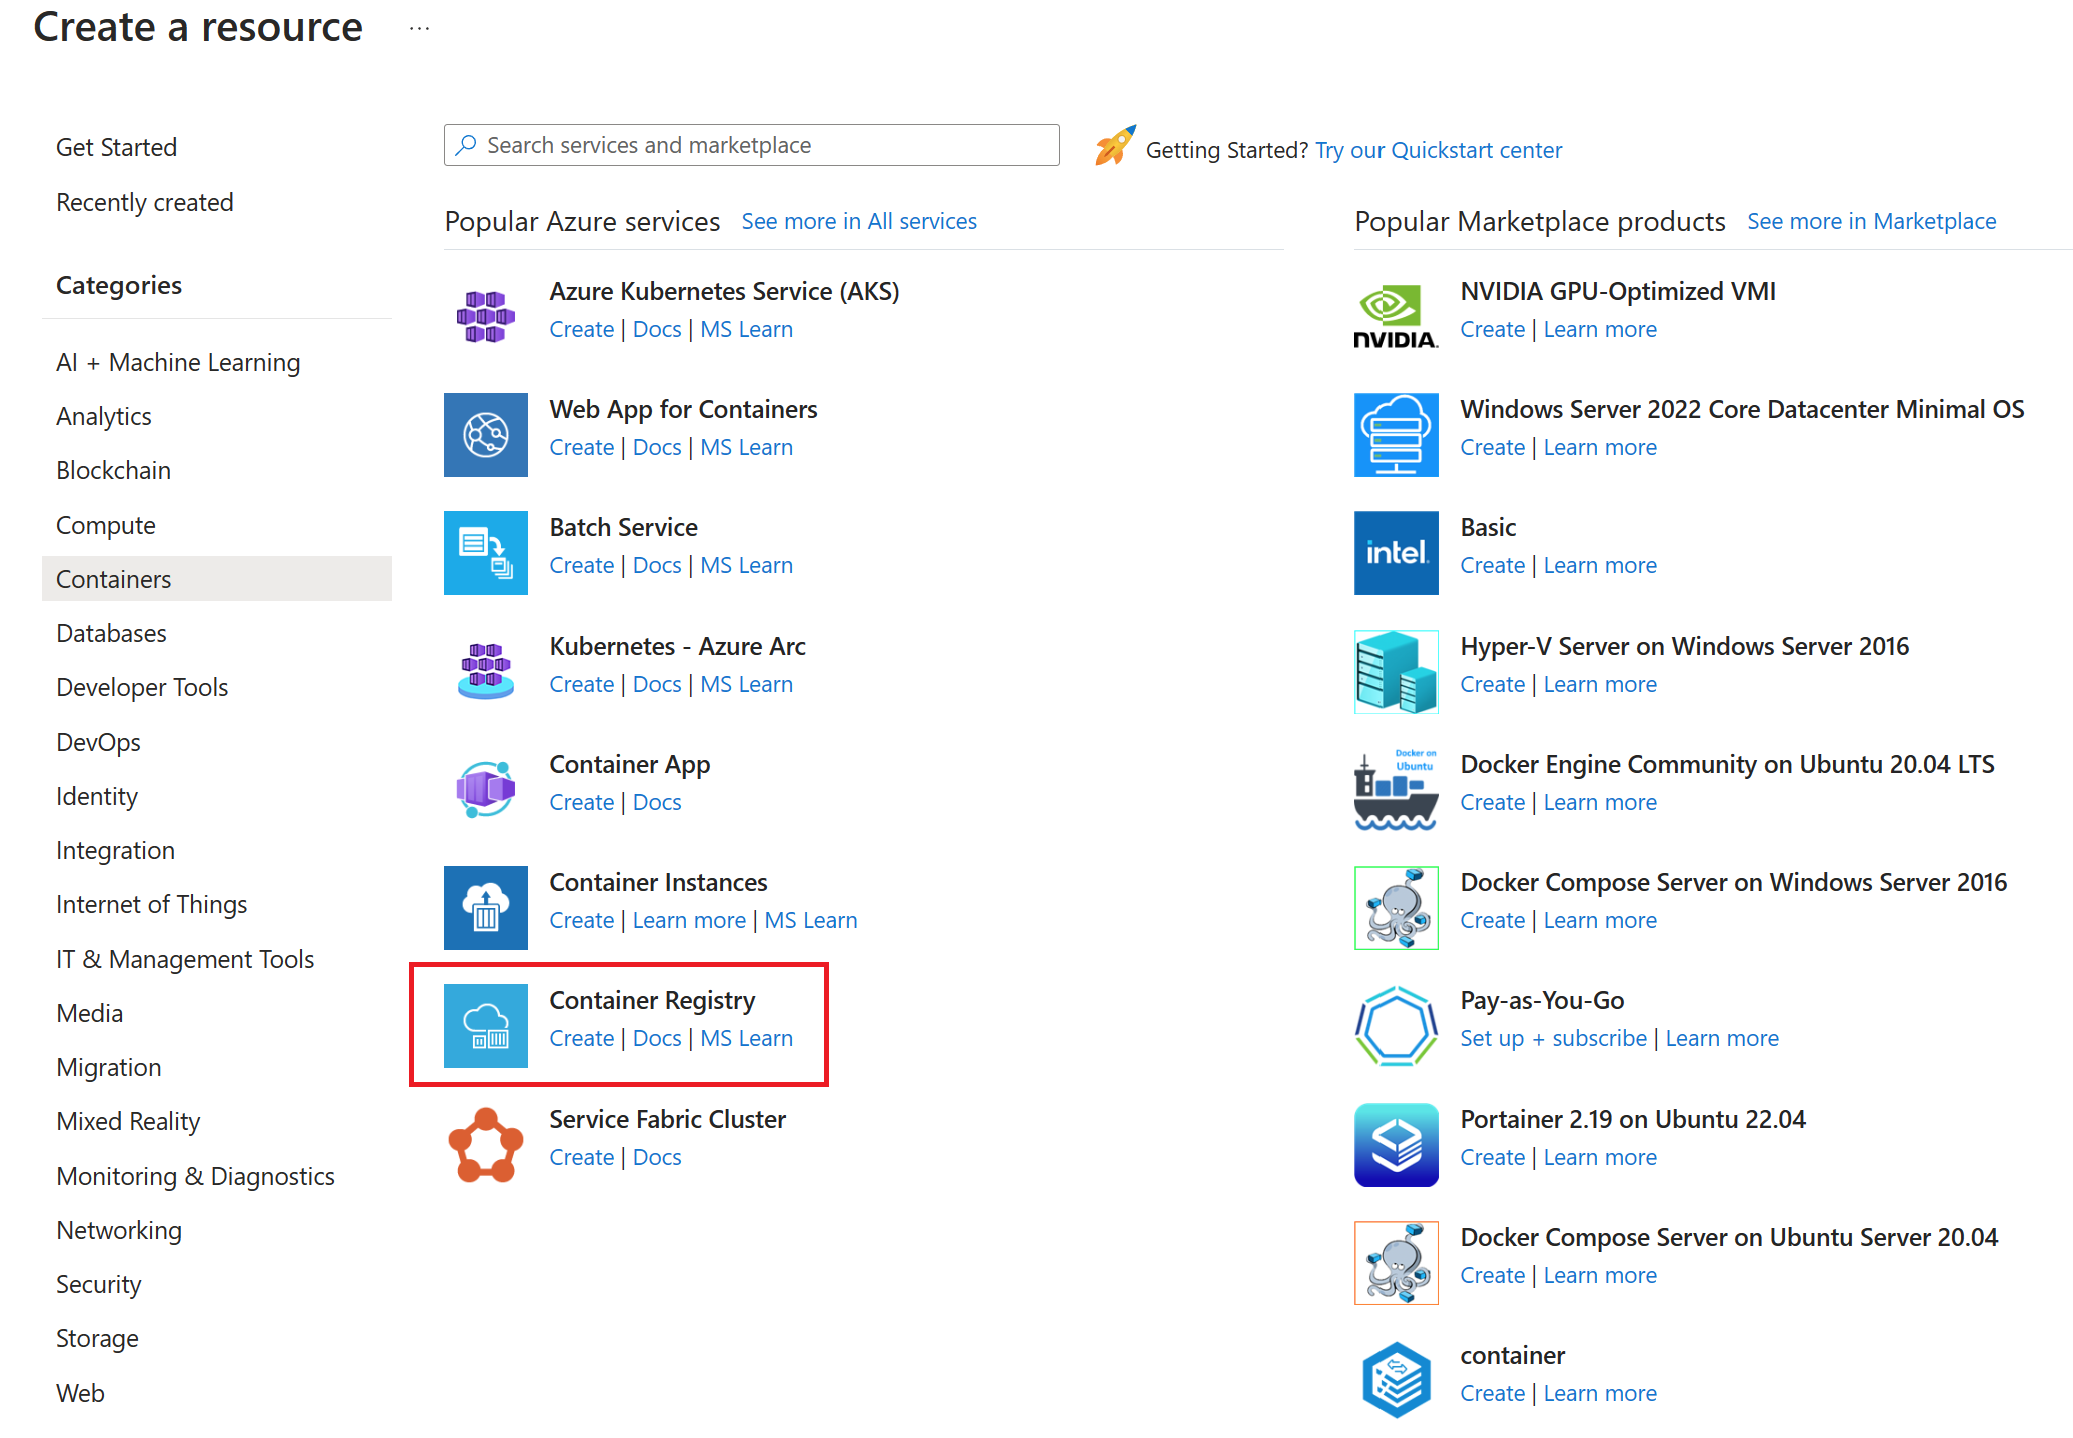 Create a resource ···
Get Started
Recently created
Categories
AI + Machine Learning
Analytics
Blockchain
Compute
Containers
Databases
Developer Tools
DevOps
Identity
Integration
Internet of Things
IT & Management Tools
Media
Migration
Mixed Reality
Monitoring & Diagnostics
Networking
Security
Storage
Web
Search services and marketplace
Getting Started? Try our Quickstart center
Popular Azure services See more in All services
Azure Kubernetes Service (AKS)
Create | Docs | MS Learn
Web App for Containers
Create | Docs | MS Learn
Batch Service
Create | Docs | MS Learn
Kubernetes - Azure Arc
Create | Docs | MS Learn
Container App
Create | Docs
Container Instances
Create | Learn more | MS Learn
Container Registry
Create | Docs | MS Learn
Service Fabric Cluster
Create | Docs
Popular Marketplace products See more in Marketplace
NVIDIA.
NVIDIA GPU-Optimized VMI
Create | Learn more
Windows Server 2022 Core Datacenter Minimal OS
Create | Learn more
intel.
Basic
Create | Learn more
Hyper-V Server on Windows Server 2016
Create | Learn more
Docker on
Ubuntu
Docker Engine Community on Ubuntu 20.04 LTS
Create | Learn more
Docker Compose Server on Windows Server 2016
Create | Learn more
Pay-as-You-Go
Set up + subscribe | Learn more
Portainer 2.19 on Ubuntu 22.04
Create | Learn more
Docker Compose Server on Ubuntu Server 20.04
Create | Learn more
container
Create | Learn more